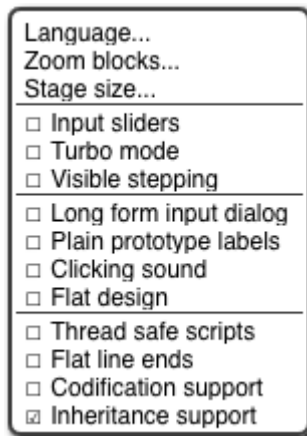 Language...
Zoom blocks...
Stage size...
Input sliders
Turbo mode
Visible stepping
Long form input dialog
Plain prototype labels
Clicking sound
Flat design
Thread safe scripts
Flat line ends
Codification support
Inheritance support